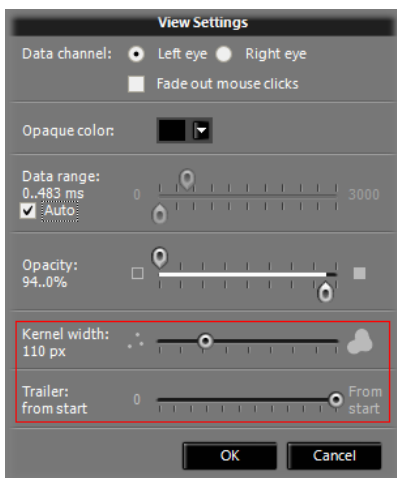 View Settings
Data channel: Left eye Right eye
Fade out mouse clicks
Opaque color:
Data range:
0..483 ms
0 3000
Auto
Opacity:
94..0%
Kernel width:
110 px
Trailer:
from start
0 From
start
OK Cancel